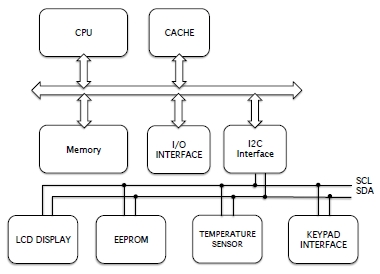 CPU
CACHE
Memory
I/O
INTERFACE
I2C
Interface
SCL
SDA
LCD DISPLAY
EEPROM
TEMPERATURE
SENSOR
KEYPAD
INTERFACE